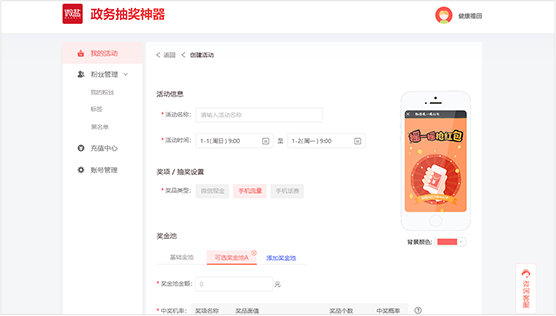 微盐 政务抽奖神器
健康福田
我的活动
粉丝管理
我的粉丝
标签
黑名单
充值中心
账号管理
< 返回 < 创建活动
活动信息
* 活动名称: 请输入活动名称
* 活动时间: 1-1(周日) 9:00 至 1-2(周一) 9:00
奖项 / 抽奖设置
* 奖品类型: 微信现金 手机流量 手机话费
奖金池
基础金池 可选奖金池A 添加奖金池
* 奖金池金额: 0 元
* 中奖机率: 奖项名称 奖品面值 奖品个数 中奖概率
摇一摇抢红包
背景颜色:
咨询客服